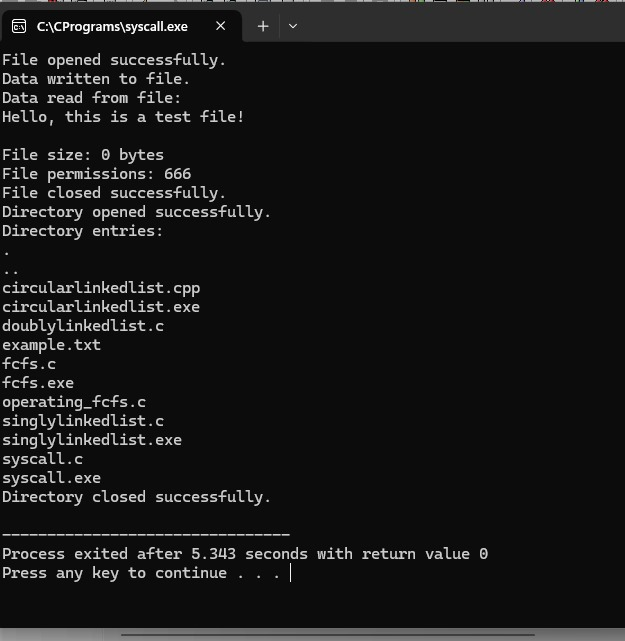 C:\CPrograms\syscall.exe
File opened successfully.
Data written to file.
Data read from file:
Hello, this is a test file!
File size: 0 bytes
File permissions: 666
File closed successfully.
Directory opened successfully.
Directory entries:
.
..
circularlinkedlist.cpp
circularlinkedlist.exe
doublylinkedlist.c
example.txt
fcfs.c
fcfs.exe
operating_fcfs.c
singlylinkedlist.c
singlylinkedlist.exe
syscall.c
syscall.exe
Directory closed successfully.
--------------------------------
Process exited after 5.343 seconds with return value 0
Press any key to continue . . .